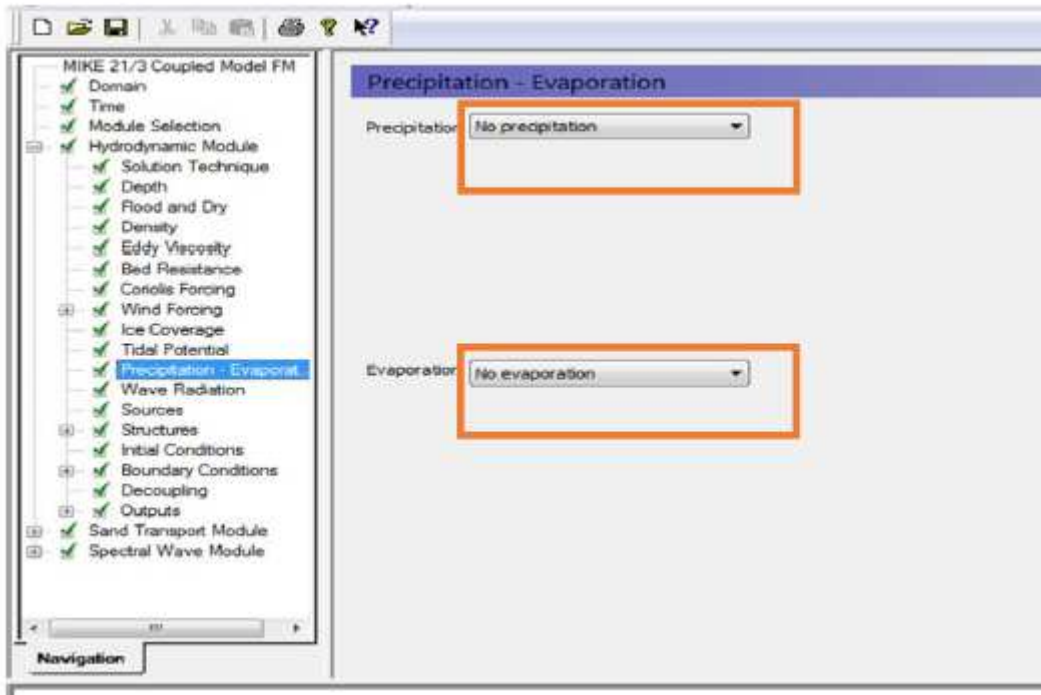 MIKE 21/3 Coupled Model FM
Domain
Time
Module Selection
Hydrodynamic Module
Solution Technique
Depth
Flood and Dry
Density
Eddy Viscosity
Bed Resistance
Coriolis Forcing
Wind Forcing
Ice Coverage
Tidal Potential
Precipitation - Evaporat...
Wave Radiation
Sources
Structures
Initial Conditions
Boundary Conditions
Decoupling
Outputs
Sand Transport Module
Spectral Wave Module
Navigation
Precipitation - Evaporation
Precipitation No precipitation
Evaporation No evaporation